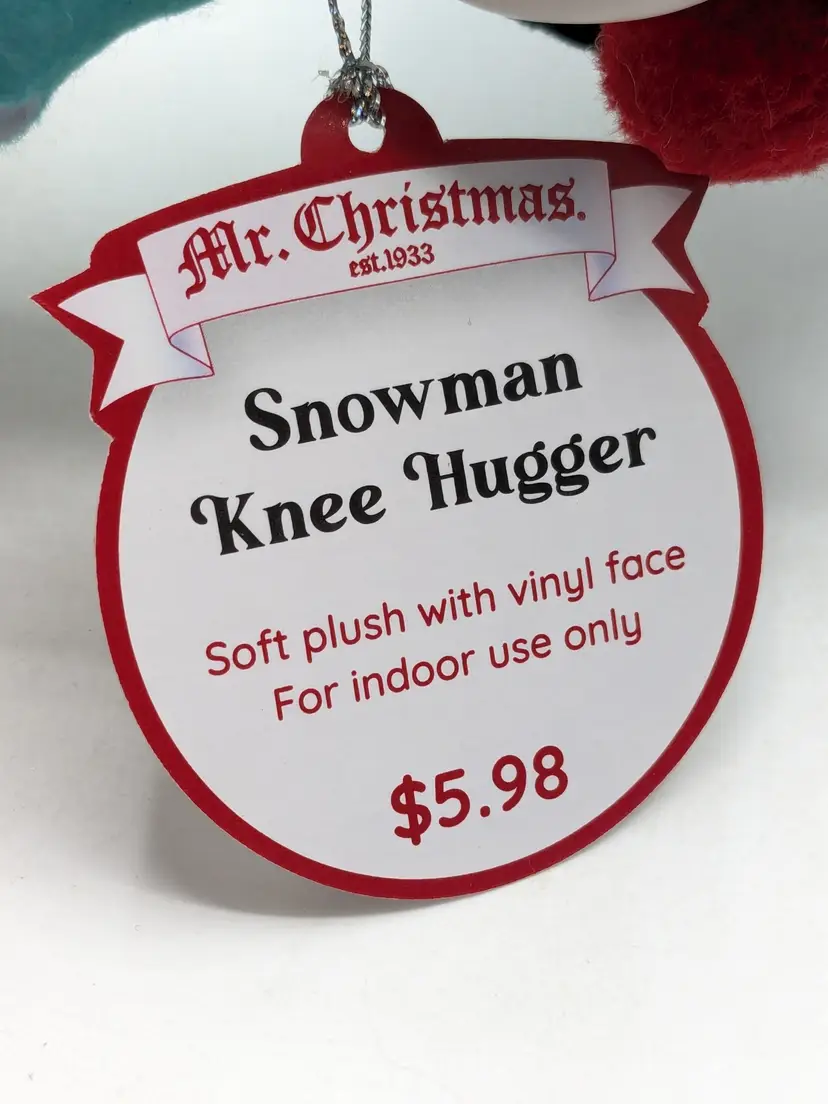 Mr. Christmas.
est.1933
Snowman
Knee Hugger
Soft plush with vinyl face
For indoor use only
$5.98